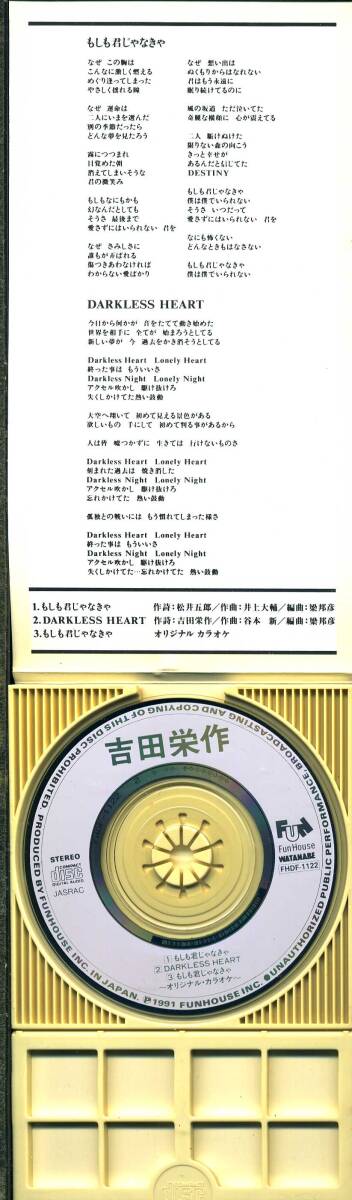 もしも君じゃなきゃ
なぜ この胸は
こんなに激しく燃える
めぐり逢ってしまった
やさしく揺れる瞳
なぜ 運命は
二人にいまを選んだ
別の季節だったら
どんな夢を見たろう
霧につつまれ
目覚めた朝
消えてしまいそうな
君の微笑み
もしもなにもかも
幻なんだとしても
そうさ 最後まで
愛さずにはいられない 君を
なぜ さみしさに
誰もが弄ばれる
傷つきあわなければ
わからない愛ばかり
なぜ 想い出は
ぬくもりからはなれない
君はもう永遠に
眠り続けてるのに
風の坂道 ただ泣いてた
奇麗な横顔に 心が震えてる
二人 駆けぬけた
限りない森の向こう
きっと幸せが
あるんだと信じてた
DESTINY
もしも君じゃなきゃ
僕は僕でいられない
そうさ いつだって
愛さずにはいられない 君を
なにも怖くない
どんなときもはなさない
もしも君じゃなきゃ
僕は僕でいられない
DARKLESS HEART
今日から何かが 音をたてて動き始めた
世界を相手に 全てが 始まろうとしてる
新しい夢が 今 過去をかき消そうとしてる
Darkless Heart Lonely Heart
終った事は もういいさ
Darkless Night Lonely Night
アクセル吹かし 駆け抜けろ
失くしかけてた熱い鼓動
大空へ翔いて 初めて見える景色がある
欲しいもの 手にして 初めて判る事があるから
人は皆 嘘つかずに 生きては 行けないものさ
Darkless Heart Lonely Heart
刻まれた過去は 焼き消した
Darkless Night Lonely Night
アクセル吹かし 駆け抜けろ
忘れかけてた 熱い鼓動
孤独との戦いには もう慣れてしまった様さ
Darkless Heart Lonely Heart
終った事は もういいさ
Darkless Night Lonely Night
アクセル吹かし 駆け抜けろ
失くしかけてた…忘れかけてた 熱い鼓動
1.もしも君じゃなきゃ 作詩:松井五郎/作曲:井上大輔/編曲:梁邦彦
2.DARKLESS HEART 作詩:吉田栄作/作曲:谷本 新/編曲:梁邦彦
3.もしも君じゃなきゃ オリジナル カラオケ
吉田栄作
STEREO
COMPACT
disc
DIGITAL AUDIO
JASRAC
Fun
FunHouse
WATANABE
FHDF-1122
1 もしも君じゃなきゃ
2 DARKLESS HEART
3 もしも君じゃなきゃ
〜オリジナル・カラオケ〜
UNAUTHORIZED PUBLIC PERFORMANCE BROADCASTING AND COPYING OF THIS DISC PROHIBITED PRODUCED BY FUNHOUSE INC. IN JAPAN. ℗1991 FUNHOUSE INC.